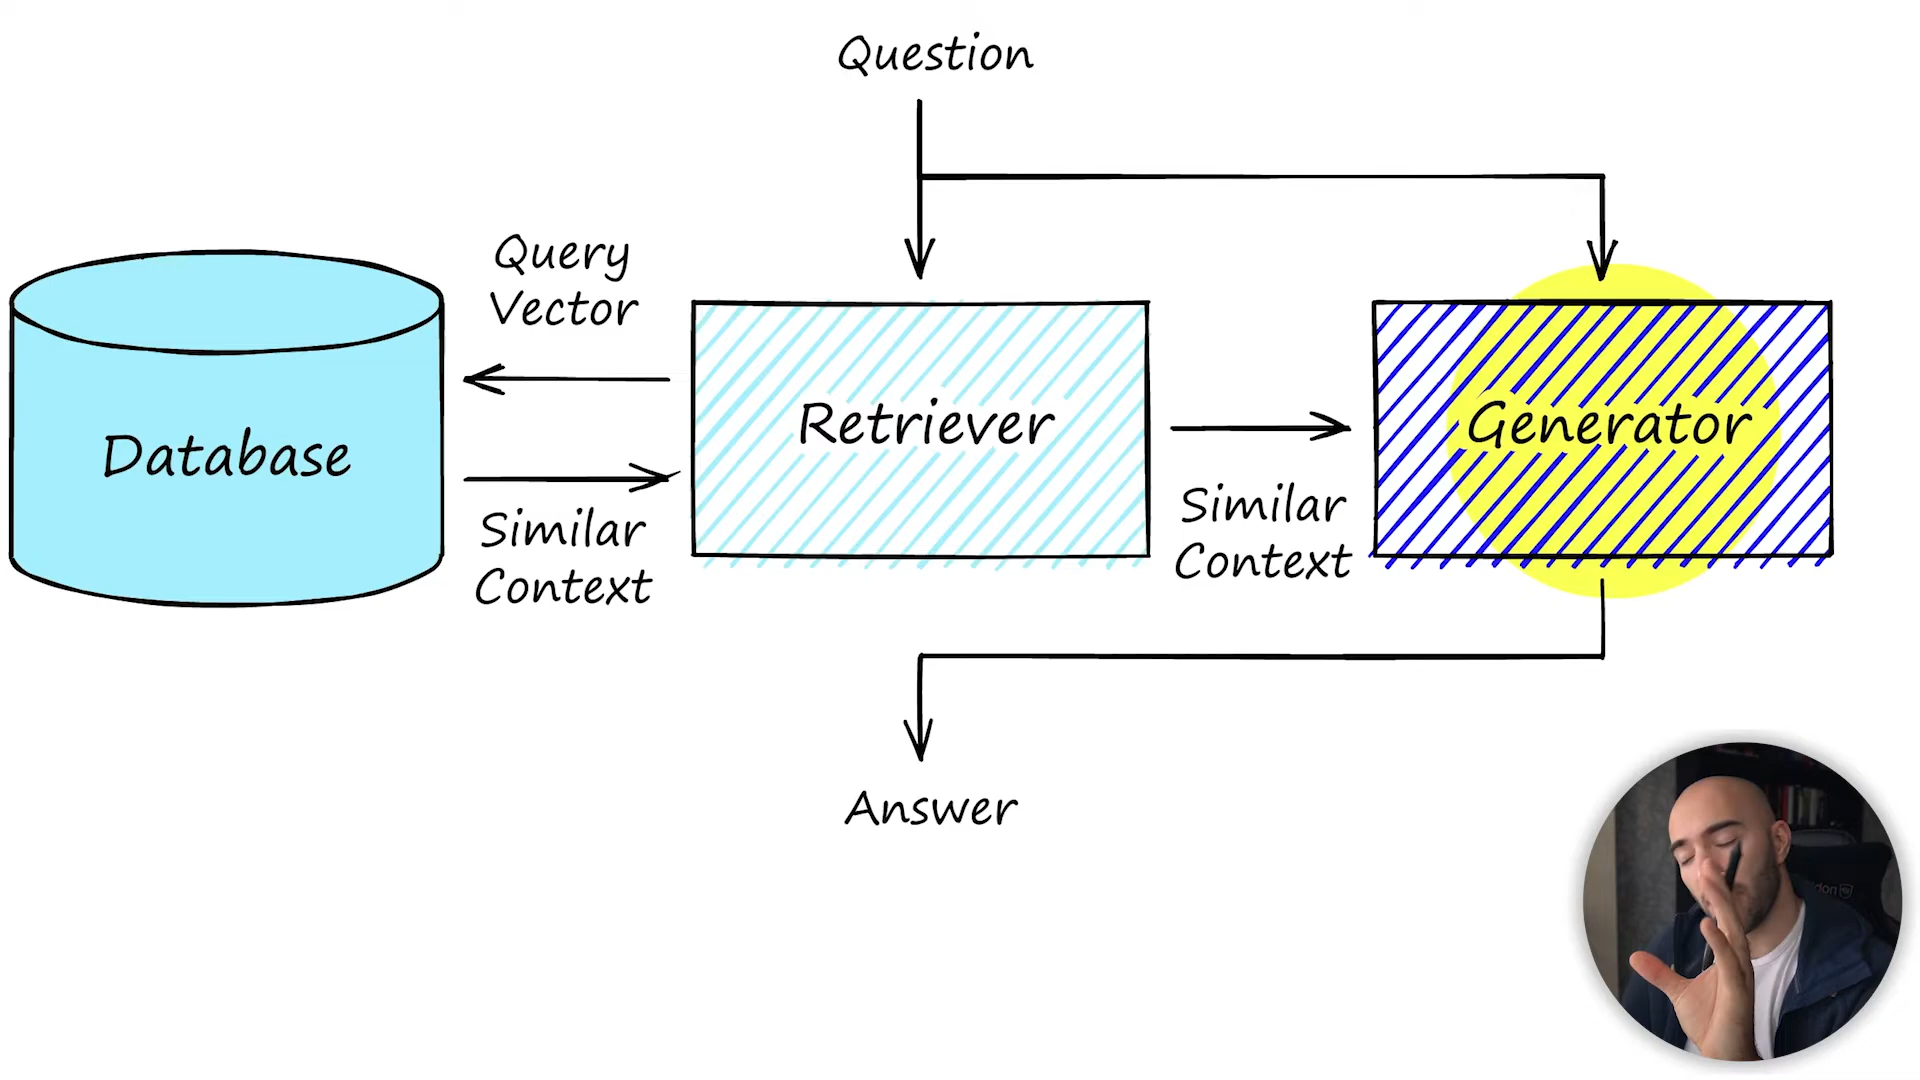 Question
Query
Vector
Database
Retriever
Generator
Similar
Context
Similar
Context
Answer